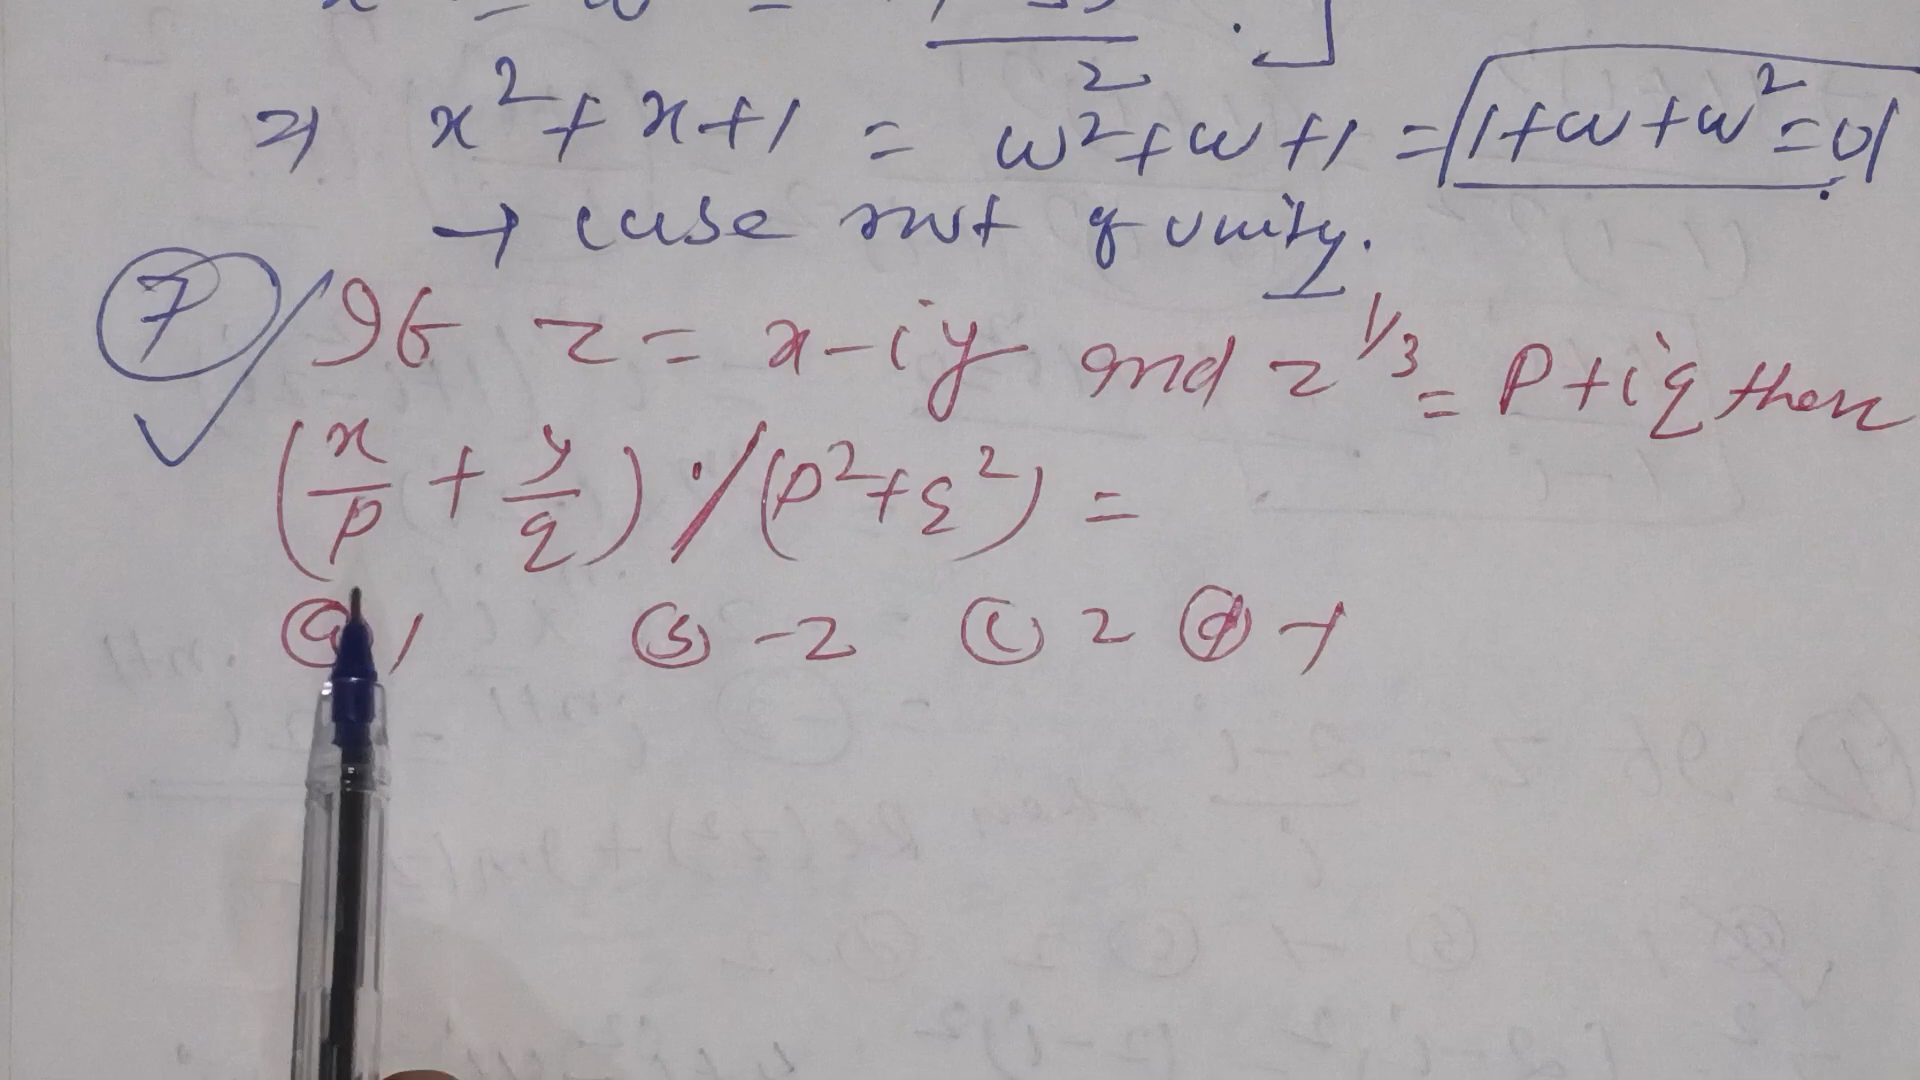 2
⇒ x² + x + 1 = ω² + ω + 1 = 1 + ω + ω² = 0
→ cube root of unity.
7 If z = x - iy and z^1/3 = P + iq then
(x/p + y/q) / (p² + q²) =
(a) 1 (b) -2 (c) 2 (d) -1